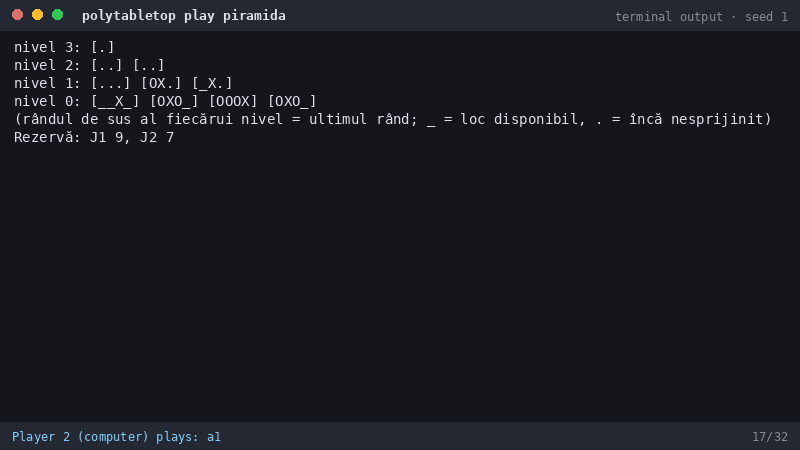 polytabletop play piramida
terminal output · seed 1
nivel 3: [.]
nivel 2: [..] [..]
nivel 1: [...] [OX.] [_X.]
nivel 0: [__X_] [OXO_] [OOOX] [OXO_]
(rândul de sus al fiecărui nivel = ultimul rând; _ = loc disponibil, . = încă nesprijinit)
Rezervă: J1 9, J2 7
Player 2 (computer) plays: a1
17/32